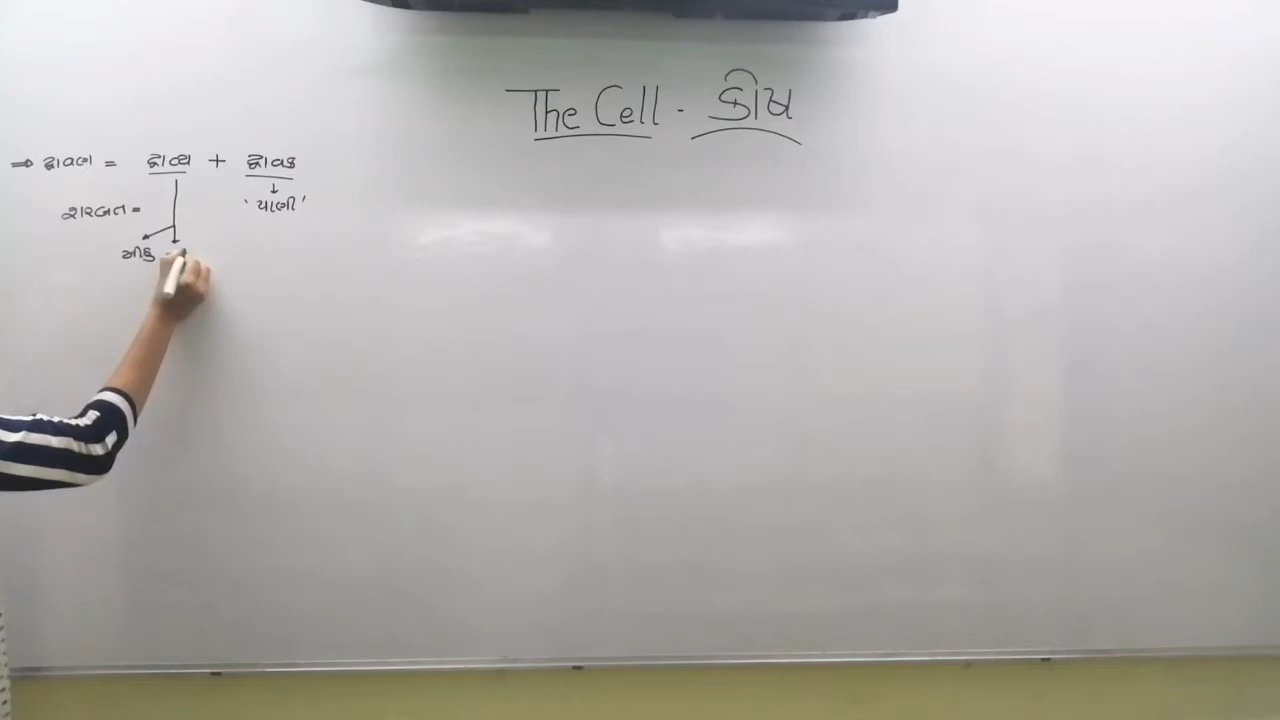 The Cell - કોષ
⇒ દ્રાવણ = દ્રાવ્ય + દ્રાવક
શરબત =
'પાણી'